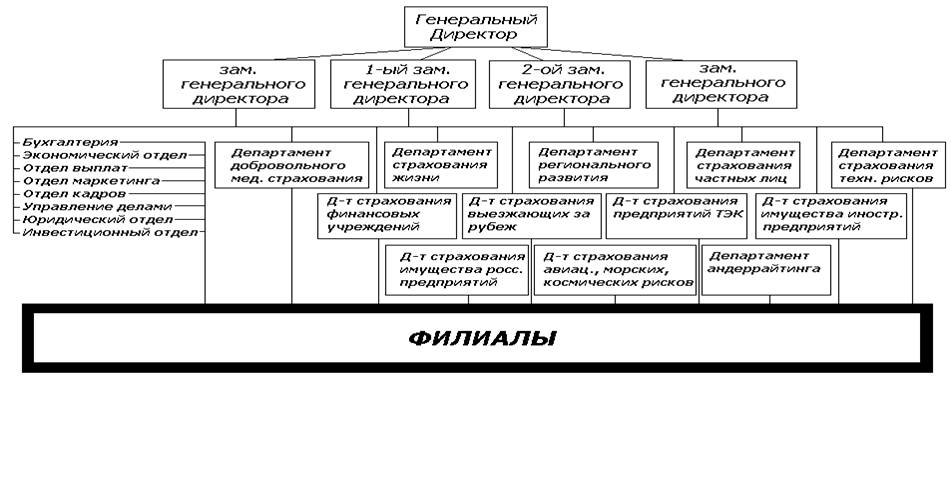 Генеральный
Директор
зам.
генерального
директора
1-ый зам.
генерального
директора
2-ой зам.
генерального
директора
зам.
генерального
директора
Бухгалтерия
Экономический отдел
Отдел выплат
Отдел маркетинга
Отдел кадров
Управление делами
Юридический отдел
Инвестиционный отдел
Департамент
добровольного
мед. страхования
Департамент
страхования
жизни
Департамент
регионального
развития
Департамент
страхования
частных лиц
Департамент
страхования
техн. рисков
Д-т страхования
финансовых
учреждений
Д-т страхования
выезжающих за
рубеж
Д-т страхования
предприятий ТЭК
Д-т страхования
имущества иностр.
предприятий
Д-т страхования
имущества росс.
предприятий
Д-т страхования
авиац., морских,
космических рисков
Департамент
андеррайтинга
ФИЛИАЛЫ